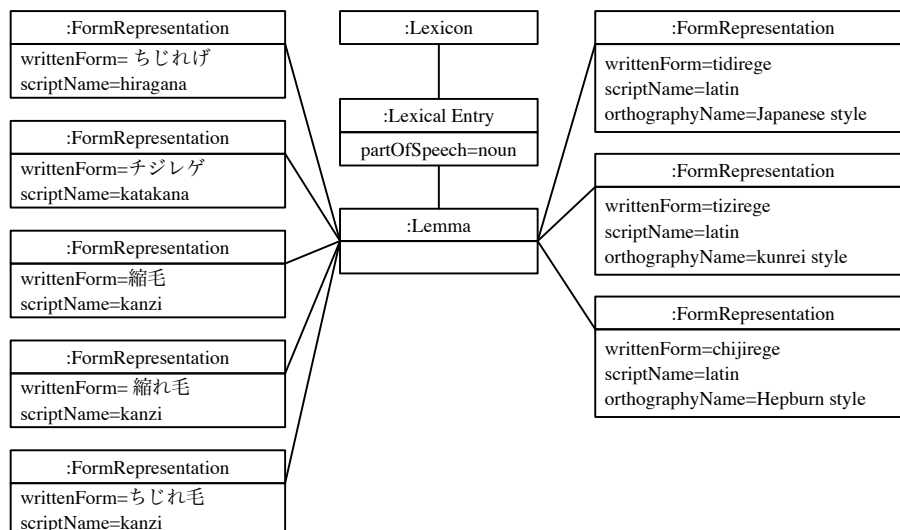 :FormRepresentation
writtenForm= ちじれげ
scriptName=hiragana
:FormRepresentation
writtenForm=チジレゲ
scriptName=katakana
:FormRepresentation
writtenForm=縮毛
scriptName=kanzi
:FormRepresentation
writtenForm= 縮れ毛
scriptName=kanzi
:FormRepresentation
writtenForm=ちじれ毛
scriptName=kanzi
:Lexicon
:Lexical Entry
partOfSpeech=noun
:Lemma
:FormRepresentation
writtenForm=tidirege
scriptName=latin
orthographyName=Japanese style
:FormRepresentation
writtenForm=tizirege
scriptName=latin
orthographyName=kunrei style
:FormRepresentation
writtenForm=chijirege
scriptName=latin
orthographyName=Hepburn style